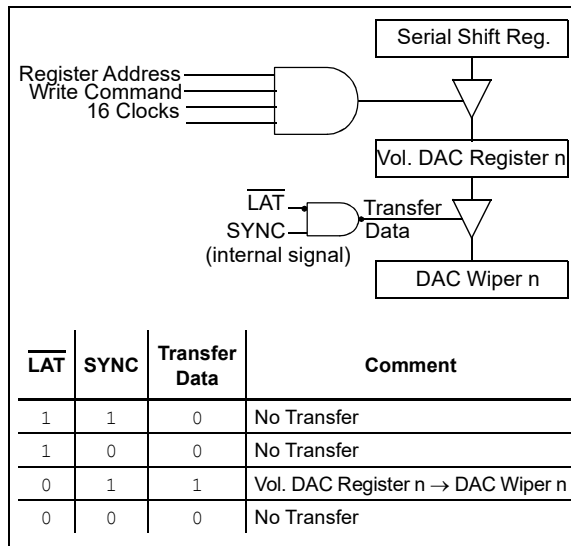 Serial Shift Reg.
Register Address
Write Command
16 Clocks
Vol. DAC Register n
LAT
SYNC
(internal signal)
Transfer
Data
DAC Wiper n
LAT SYNC Transfer Data Comment
1 1 0 No Transfer
1 0 0 No Transfer
0 1 1 Vol. DAC Register n → DAC Wiper n
0 0 0 No Transfer